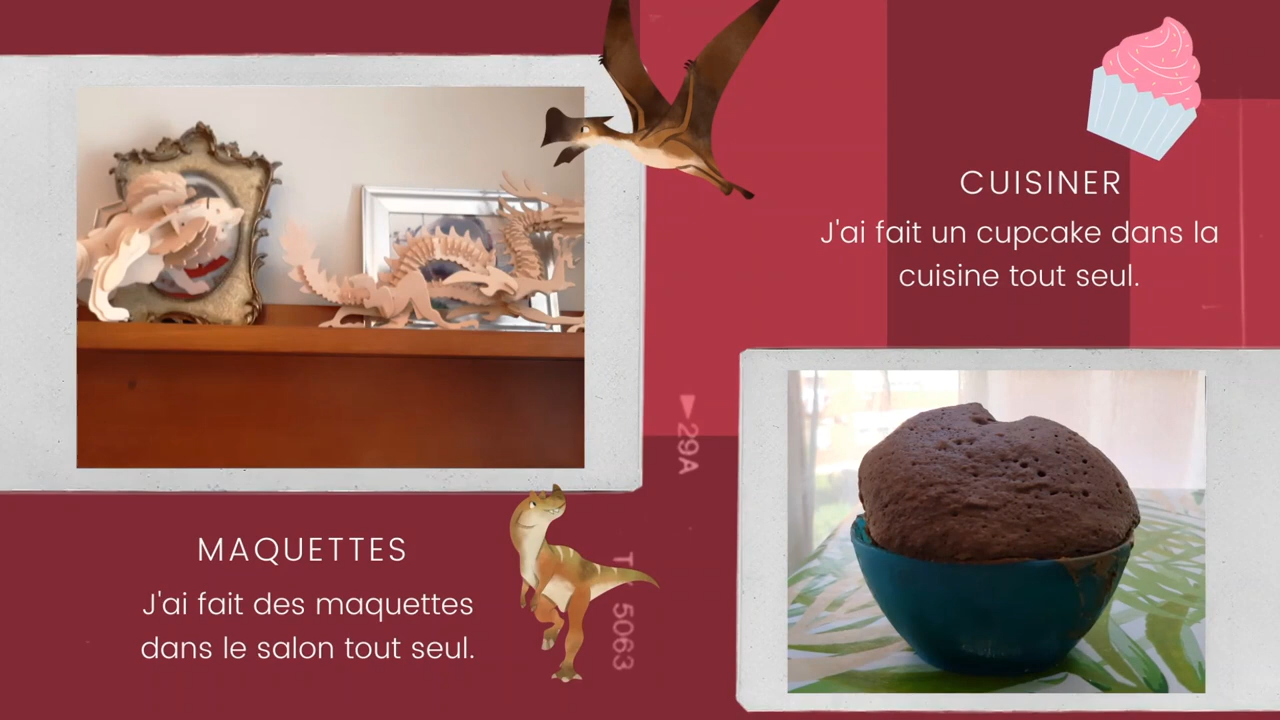 CUISINER
J'ai fait un cupcake dans la
cuisine tout seul.
MAQUETTES
J'ai fait des maquettes
dans le salon tout seul.
▶29A
5063